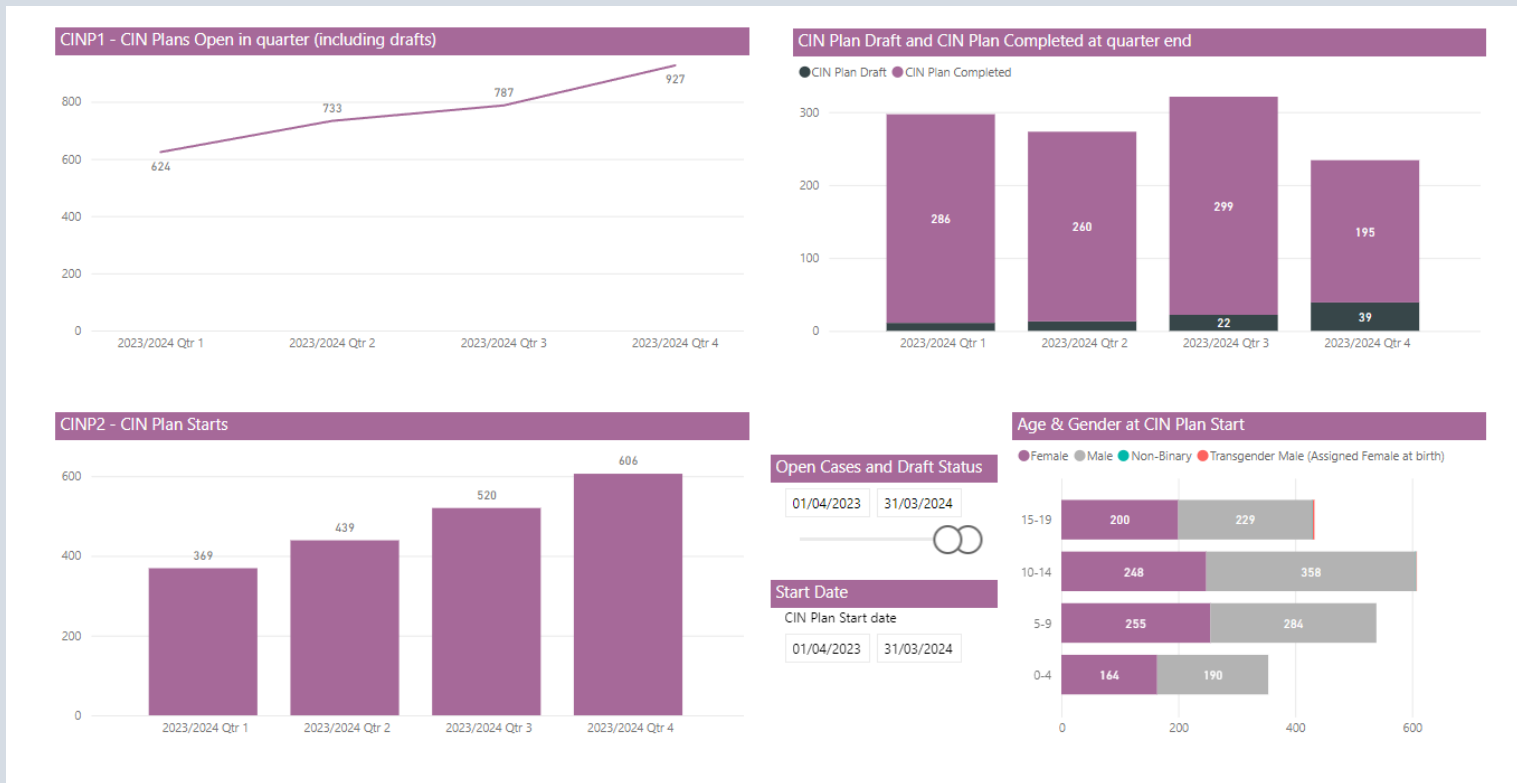 CINP1 - CIN Plans Open in quarter (including drafts)
800
600
400
200
0
624
733
787
927
2023/2024 Qtr 1
2023/2024 Qtr 2
2023/2024 Qtr 3
2023/2024 Qtr 4
CIN Plan Draft and CIN Plan Completed at quarter end
CIN Plan Draft CIN Plan Completed
300
200
100
0
286
260
299
195
22
39
2023/2024 Qtr 1
2023/2024 Qtr 2
2023/2024 Qtr 3
2023/2024 Qtr 4
CINP2 - CIN Plan Starts
600
400
200
0
369
439
520
606
2023/2024 Qtr 1
2023/2024 Qtr 2
2023/2024 Qtr 3
2023/2024 Qtr 4
Open Cases and Draft Status
01/04/2023 31/03/2024
Start Date
CIN Plan Start date
01/04/2023 31/03/2024
Age & Gender at CIN Plan Start
Female Male Non-Binary Transgender Male (Assigned Female at birth)
15-19 200 229
10-14 248 358
5-9 255 284
0-4 164 190
0 200 400 600